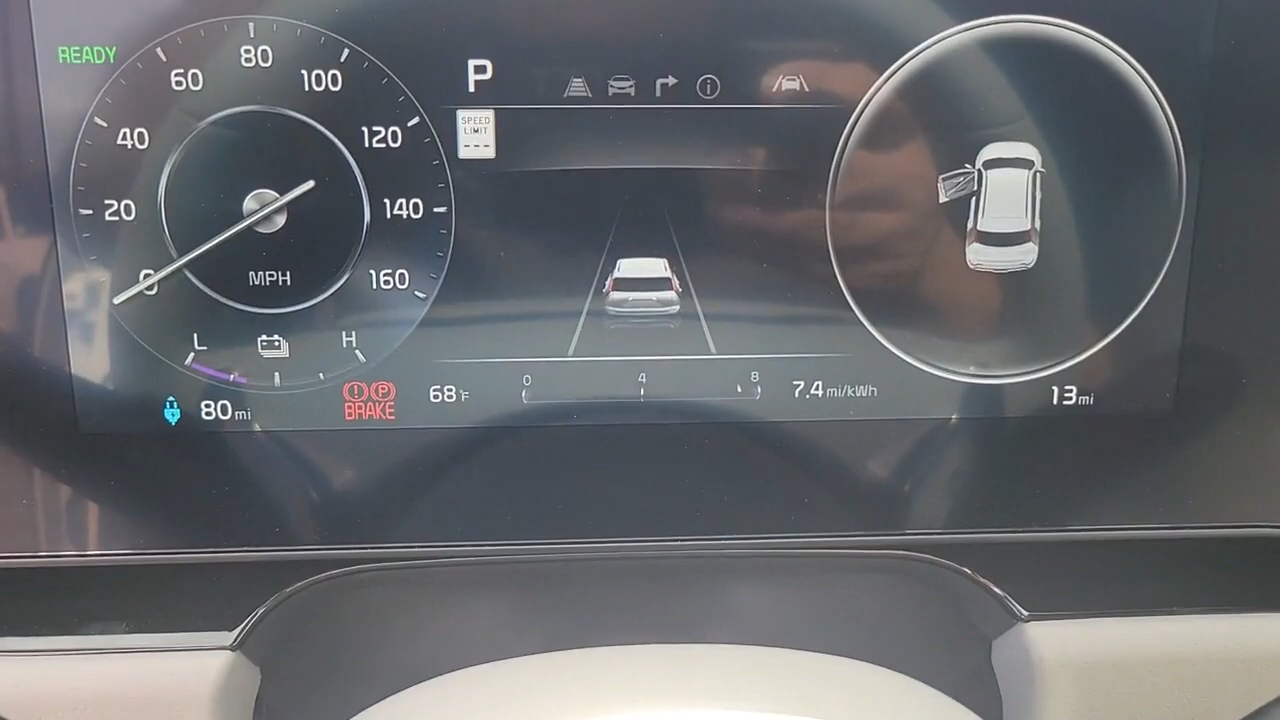 READY
80
60
100
40
120
20
140
0
160
MPH
L
H
80mi
BRAKE
P
i
SPEED
LIMIT
---
68°F
0
4
8
7.4mi/kWh
13mi